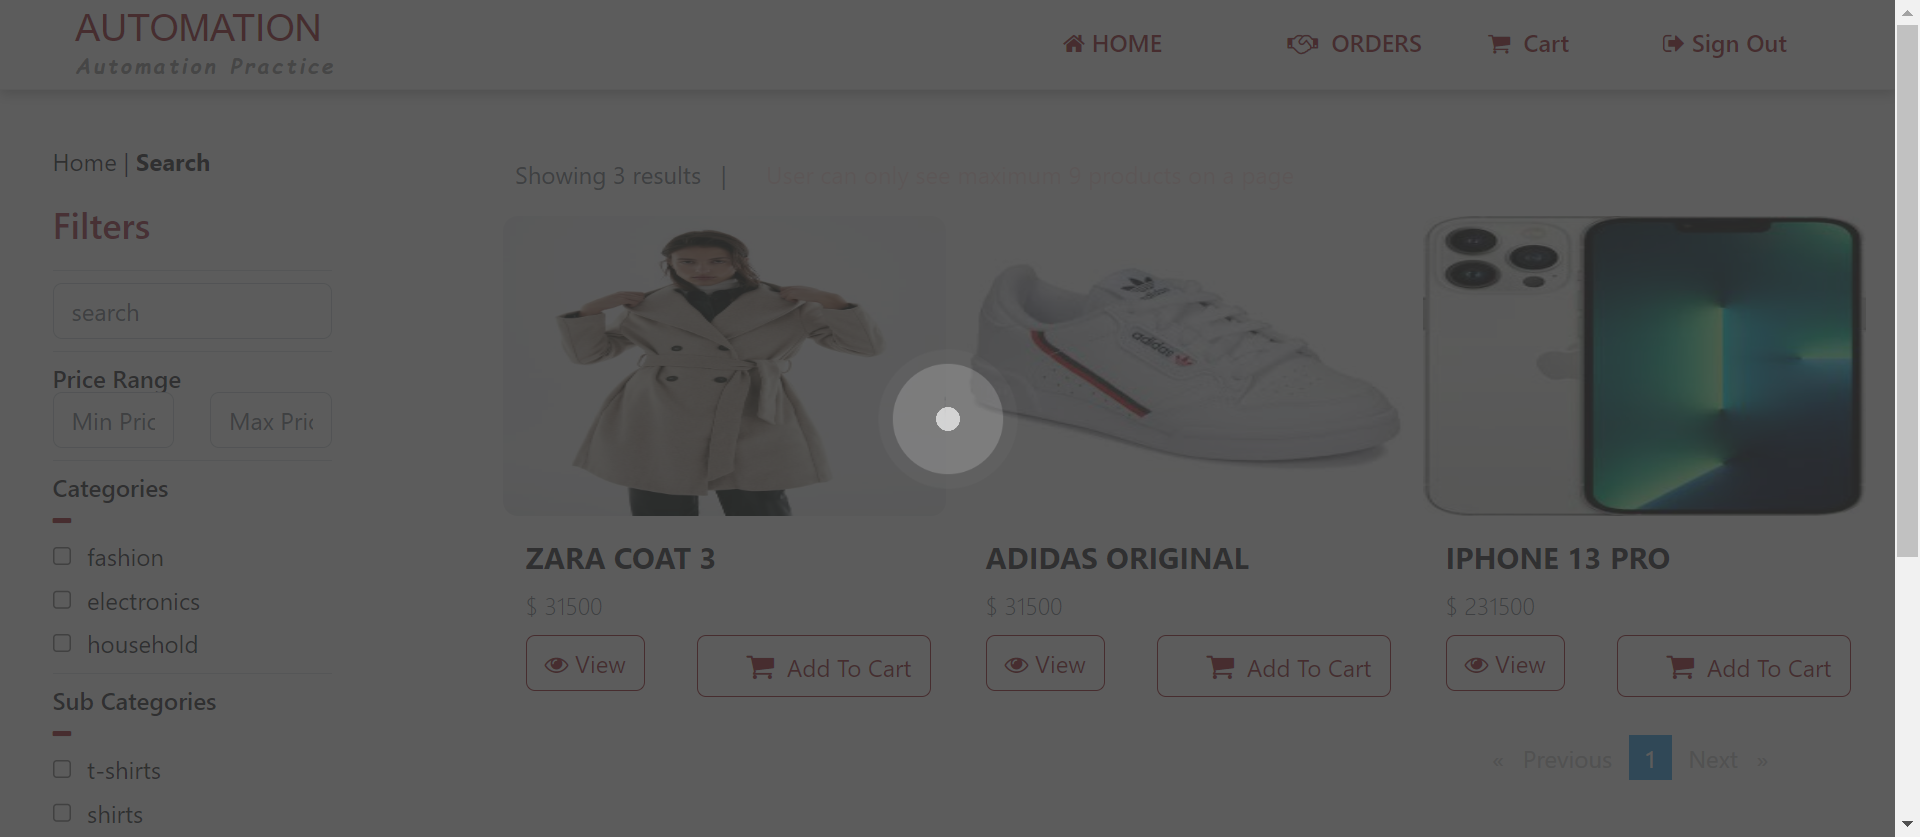 AUTOMATION
Automation Practice
HOME
ORDERS
Cart
Sign Out
Home | Search
Filters
search
Price Range
Min Pric
Max Pric
Categories
fashion
electronics
household
Sub Categories
t-shirts
shirts
Showing 3 results |
User can only see maximum 9 products on a page
adidas
adidas
ZARA COAT 3
$ 31500
View
Add To Cart
ADIDAS ORIGINAL
$ 31500
View
Add To Cart
IPHONE 13 PRO
$ 231500
View
Add To Cart
« Previous 1 Next »